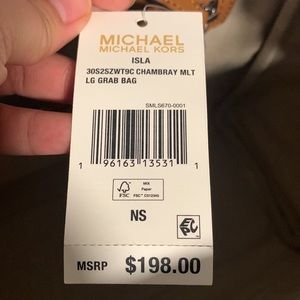 MICHAEL
MICHAEL KORS
ISLA
30S2SZWT9C CHAMBRAY MLT
LG GRAB BAG
SMLS670-0001
1 96163 13531 1
FSC
MIX
Paper
NS
MSRP $198.00